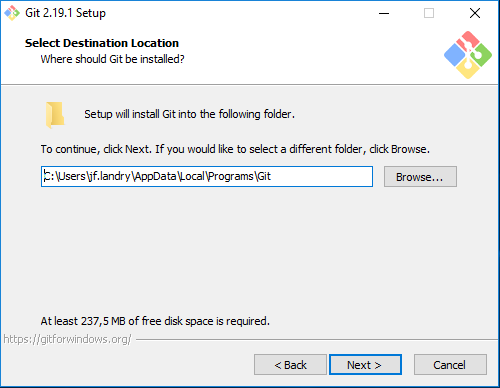 Git 2.19.1 Setup
Select Destination Location
Where should Git be installed?
Setup will install Git into the following folder.
To continue, click Next. If you would like to select a different folder, click Browse.
C:\Users\jf.landry\AppData\Local\Programs\Git
Browse...
At least 237,5 MB of free disk space is required.
https://gitforwindows.org/
< Back
Next >
Cancel